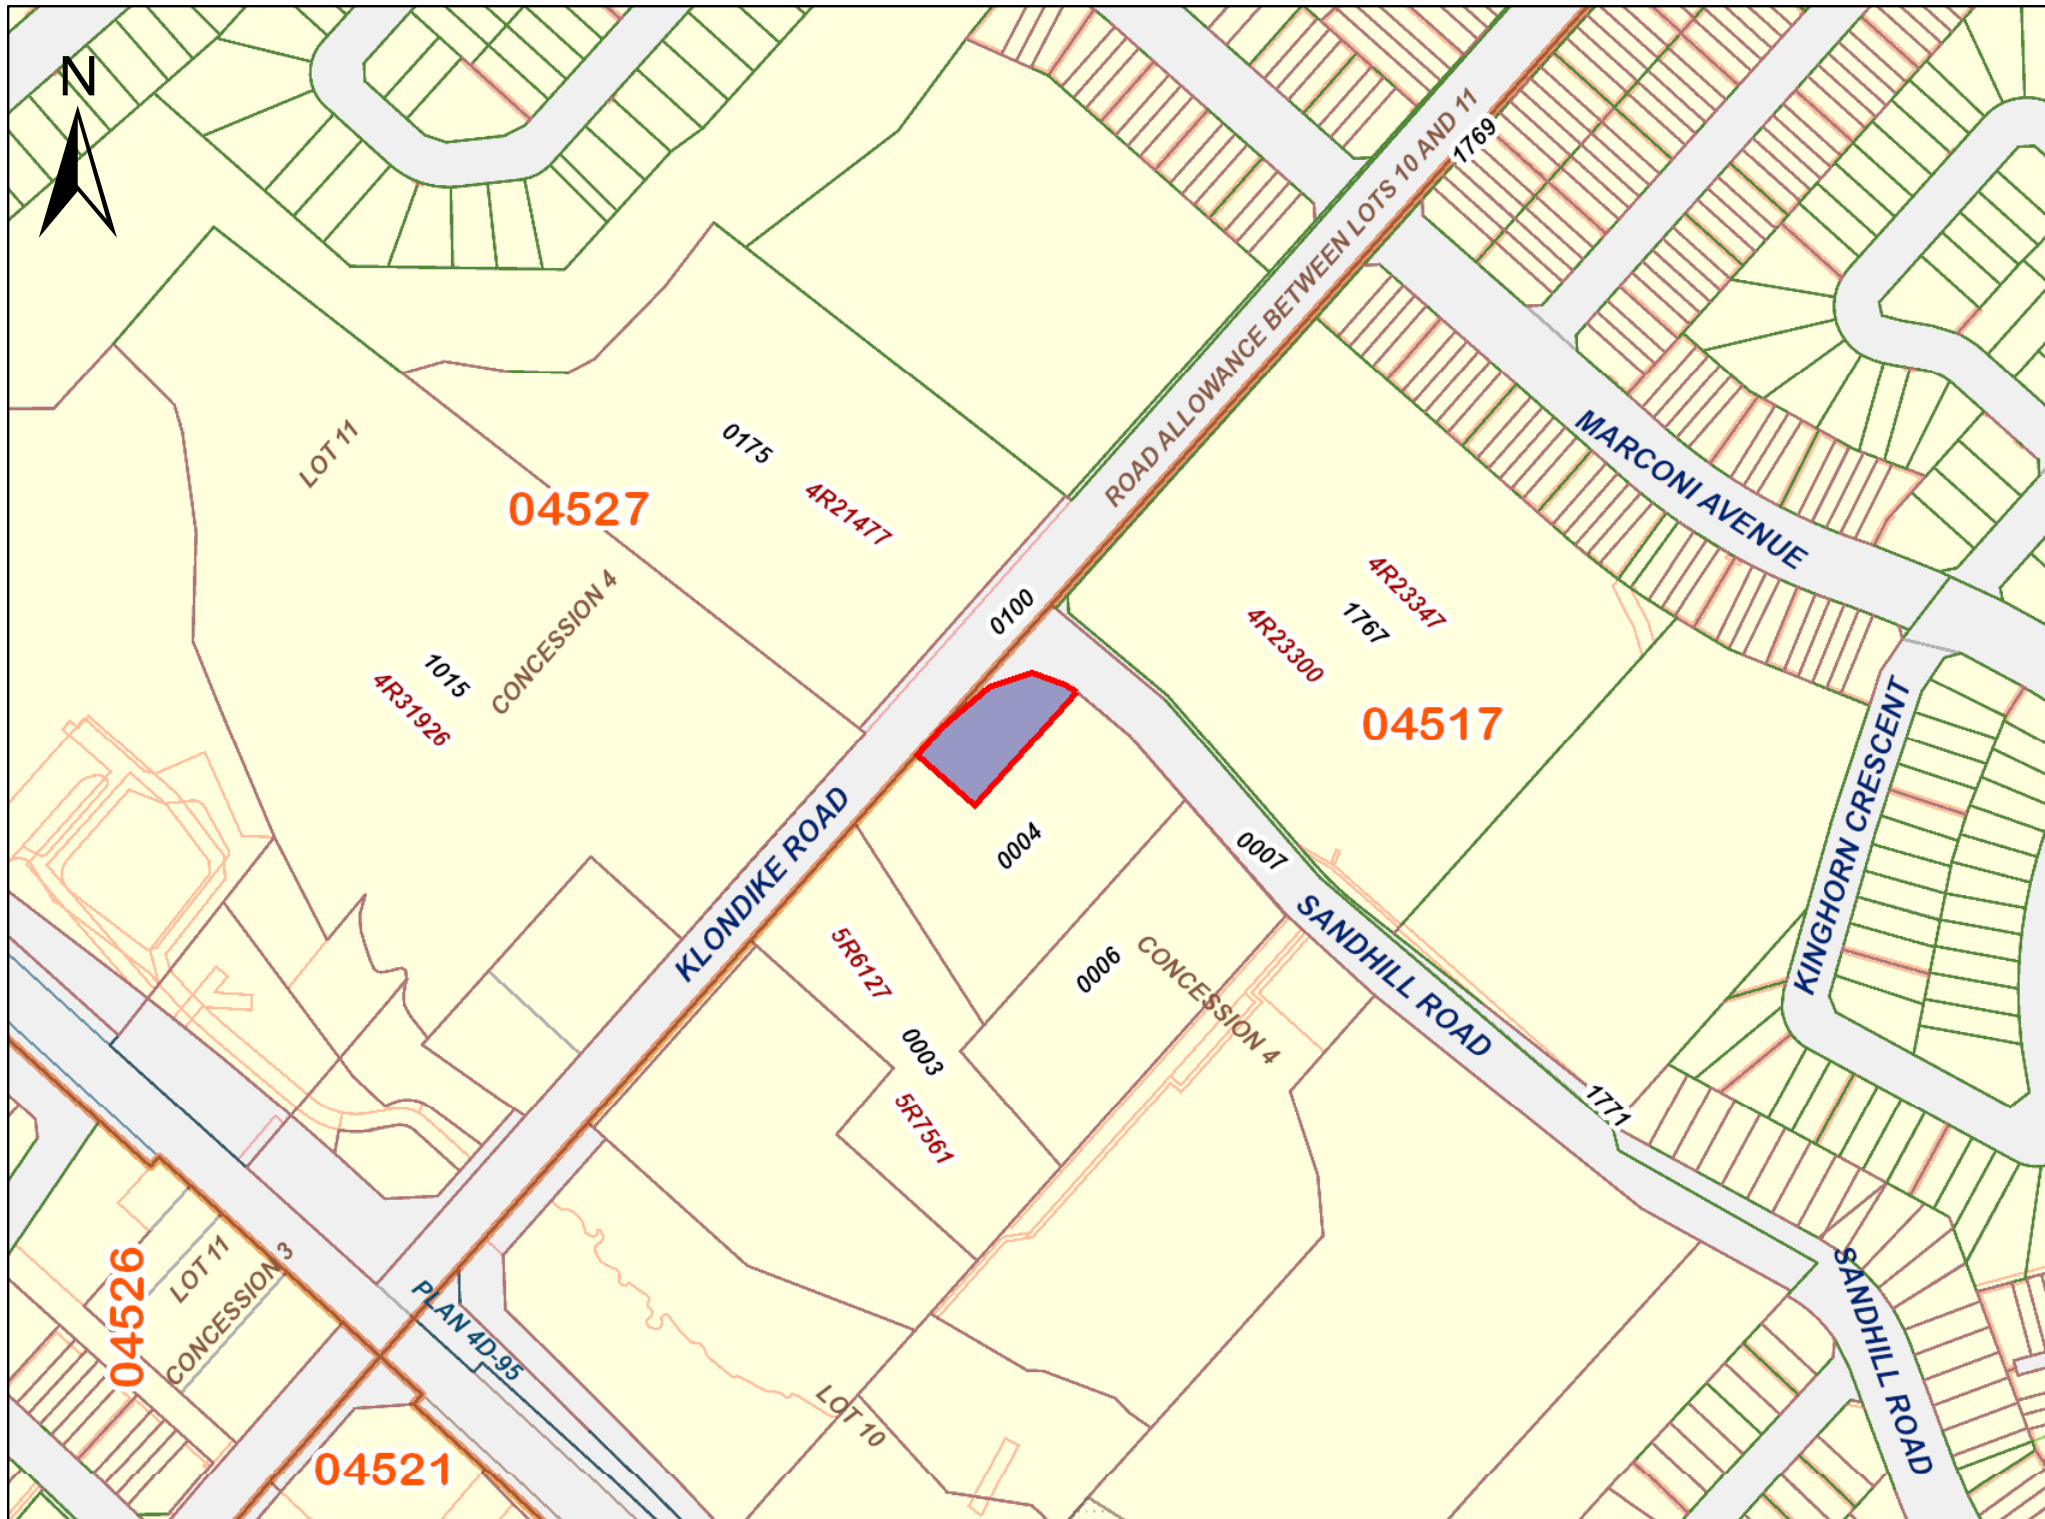 N
ROAD ALLOWANCE BETWEEN LOTS 10 AND 11
1769
LOT 11
0175
04527
4R21477
MARCONI AVENUE
CONCESSION 4
0100
4R23347
1767
4R23300
1015
4R31926
04517
KINGHORN CRESCENT
KLONDIKE ROAD
0004
0007
SANDHILL ROAD
5R6127
0006
CONCESSION 4
0003
5R7561
1771
04526
LOT 11
CONCESSION 3
PLAN 4D-95
SANDHILL ROAD
LOT 10
04521